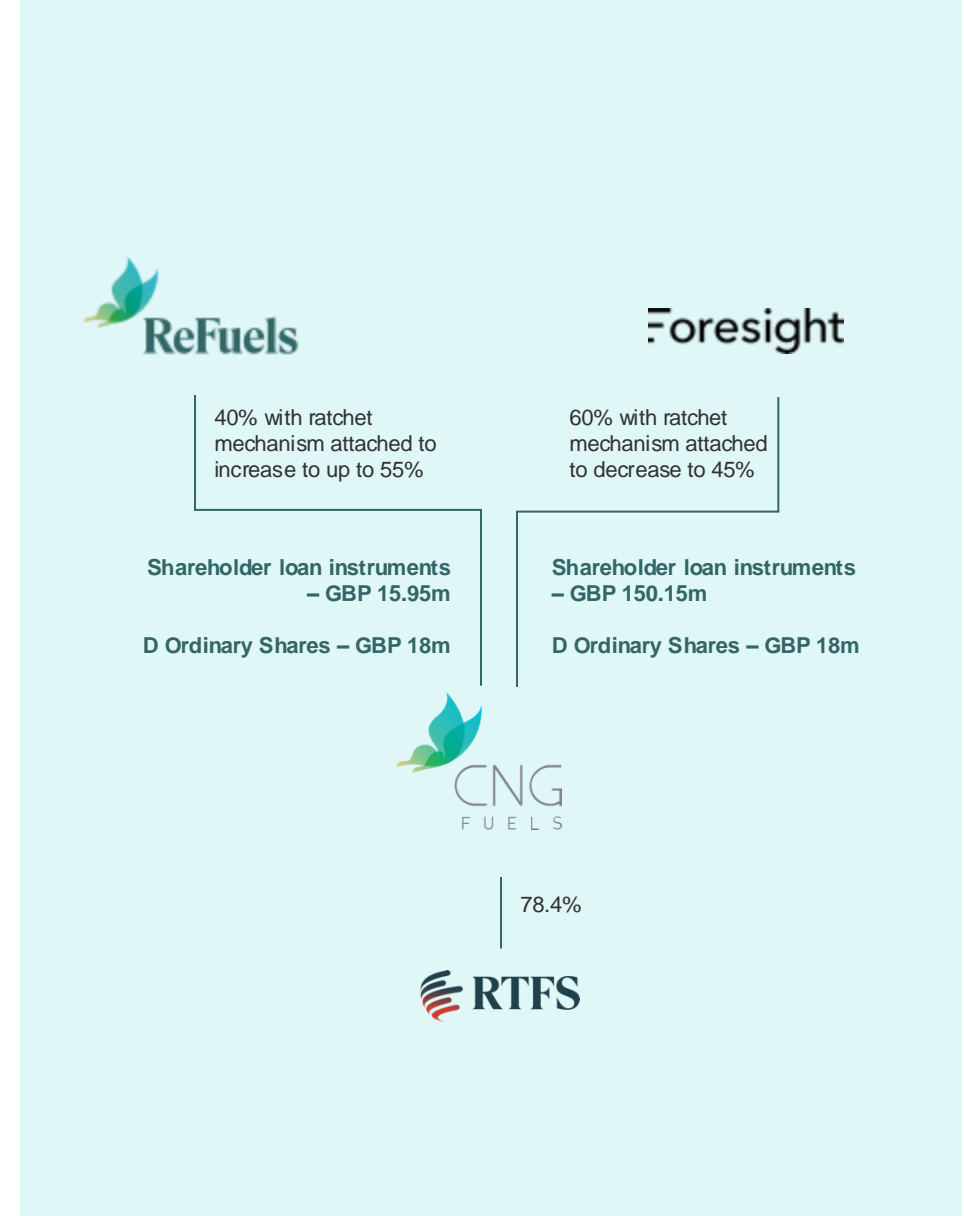 ReFuels
Foresight
40% with ratchet
mechanism attached to
increase to up to 55%
60% with ratchet
mechanism attached
to decrease to 45%
Shareholder loan instruments
– GBP 15.95m
D Ordinary Shares – GBP 18m
Shareholder loan instruments
– GBP 150.15m
D Ordinary Shares – GBP 18m
CNG
FUELS
78.4%
RTFS